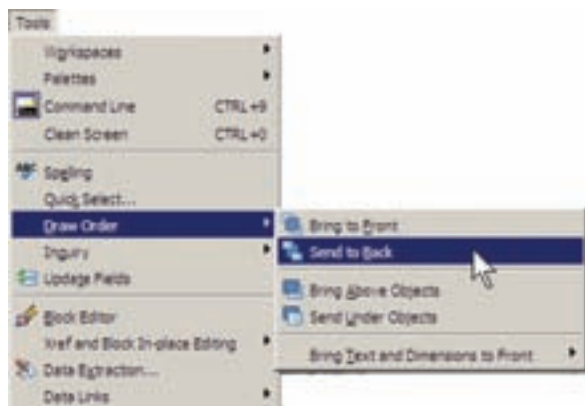 Tools
Workspaces
Palettes
Command Line CTRL+9
Clean Screen CTRL+0
ABC Spelling
Quick Select...
Draw Order
Inquiry
Update Fields
Block Editor
Xref and Block In-place Editing
Data Extraction...
Data Links
Bring to Front
Send to Back
Bring Above Objects
Send Under Objects
Bring Text and Dimensions to Front